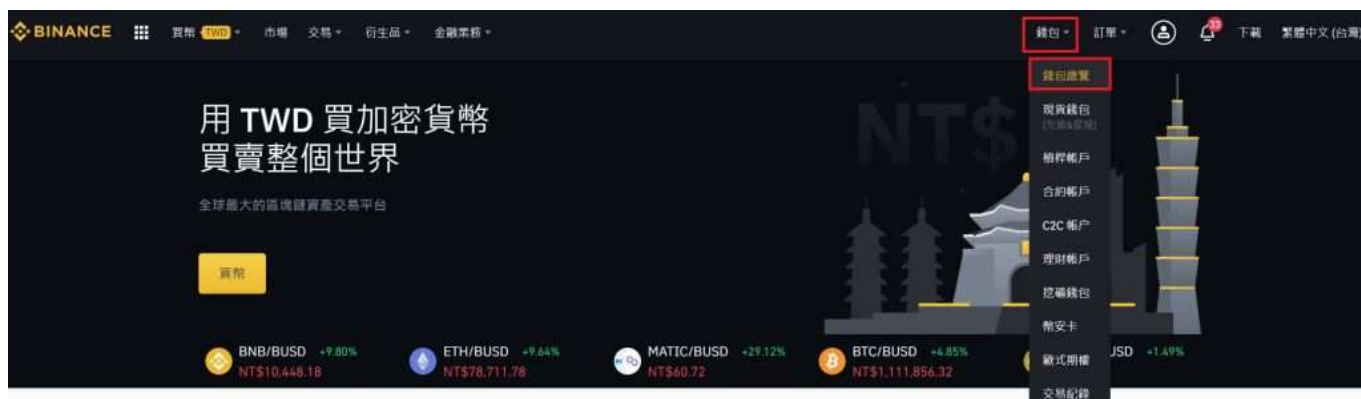 BINANCE 買幣 TWD 市場 交易 衍生品 金融業務 錢包 訂單 33 下載 繁體中文 (台灣)
錢包總覽
現貨錢包
槓桿帳戶
合約帳戶
C2C 帳户
理財帳戶
挖礦錢包
幣安卡
歐式期權
交易紀錄
NT$
用 TWD 買加密貨幣
買賣整個世界
全球最大的區塊鏈資產交易平台
買幣
BNB/BUSD +9.80%
NT$10,448.18
ETH/BUSD +9.64%
NT$78,711.78
MATIC/BUSD +29.12%
NT$60.72
BTC/BUSD +4.85%
NT$1,111,856.32
USD +1.49%